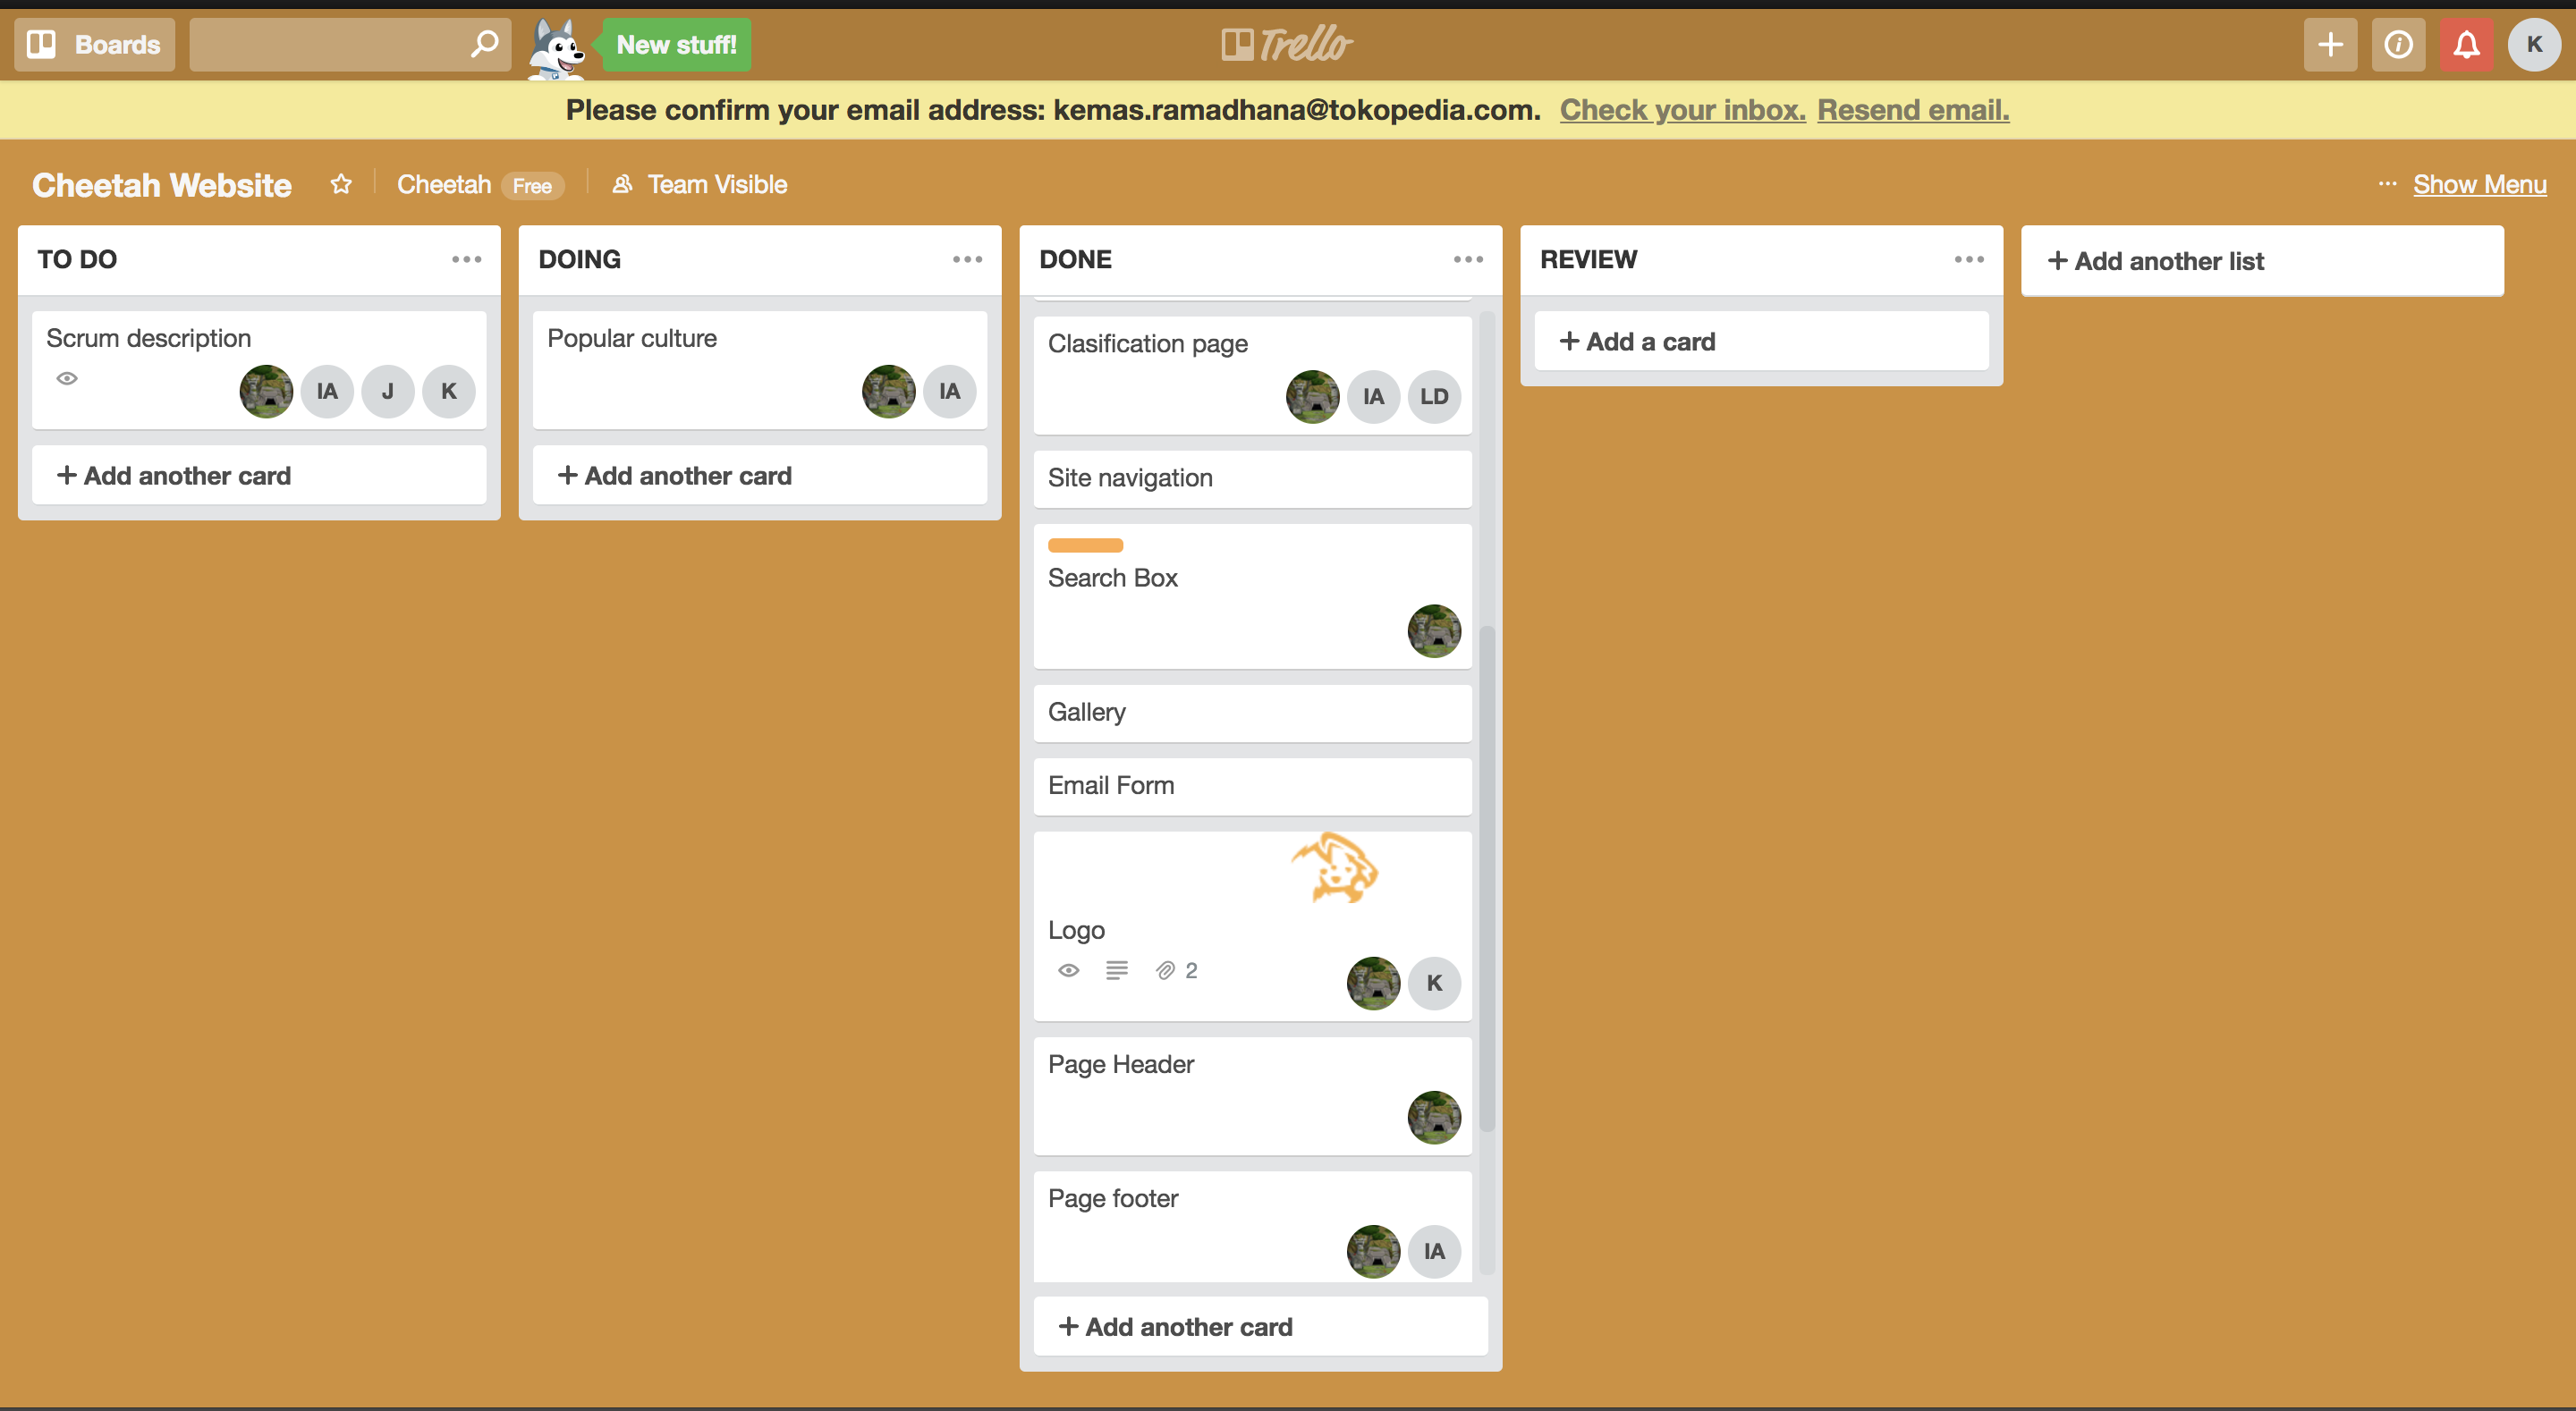 Boards
New stuff!
Trello
K
Please confirm your email address: kemas.ramadhana@tokopedia.com. Check your inbox. Resend email.
Cheetah Website
Cheetah Free
Team Visible
Show Menu
TO DO
Scrum description
IA J K
+ Add another card
DOING
Popular culture
IA
+ Add another card
DONE
Clasification page
IA LD
Site navigation
Search Box
Gallery
Email Form
Logo
2
K
Page Header
Page footer
IA
+ Add another card
REVIEW
+ Add a card
+ Add another list